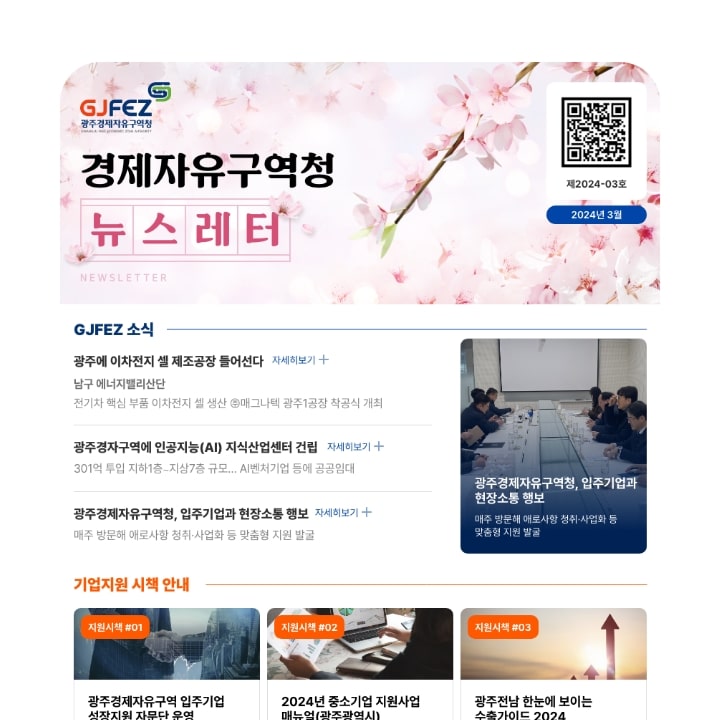 GJFEZ
광주경제자유구역청
경제자유구역청
뉴스레터
NEWSLETTER
제2024-03호
2024년 3월
GJFEZ 소식
광주에 이차전지 셀 제조공장 들어선다 자세히보기 +
남구 에너지밸리산단
전기차 핵심 부품 이차전지 셀 생산 ㈜매그나텍 광주1공장 착공식 개최
광주경자구역에 인공지능(AI) 지식산업센터 건립 자세히보기 +
301억 투입 지하1층~지상7층 규모... AI벤처기업 등에 공공임대
광주경제자유구역청, 입주기업과 현장소통 행보 자세히보기 +
매주 방문해 애로사항 청취·사업화 등 맞춤형 지원 발굴
광주경제자유구역청, 입주기업과
현장소통 행보
매주 방문해 애로사항 청취·사업화 등
맞춤형 지원 발굴
기업지원 시책 안내
지원시책 #01
지원시책 #02
지원시책 #03
광주경제자유구역 입주기업
성장지원 자문단 운영
2024년 중소기업 지원사업
매뉴얼(광주광역시)
광주전남 한눈에 보이는
수출가이드 2024